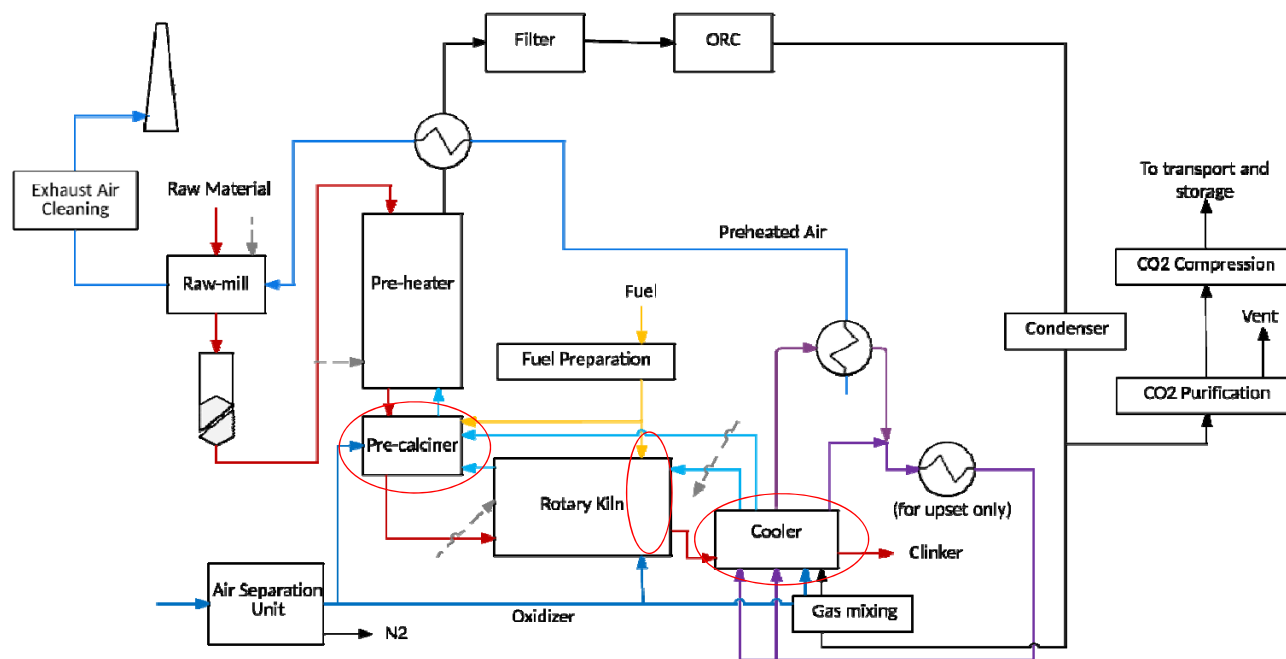 Filter
ORC
Exhaust Air
Cleaning
Raw Material
To transport and
storage
Preheated Air
Raw-mill
Pre-heater
CO2 Compression
Fuel
Vent
Condenser
Fuel Preparation
CO2 Purification
Pre-calciner
Rotary Kiln
(for upset only)
Cooler
Clinker
Air Separation
Unit
Oxidizer
Gas mixing
N2